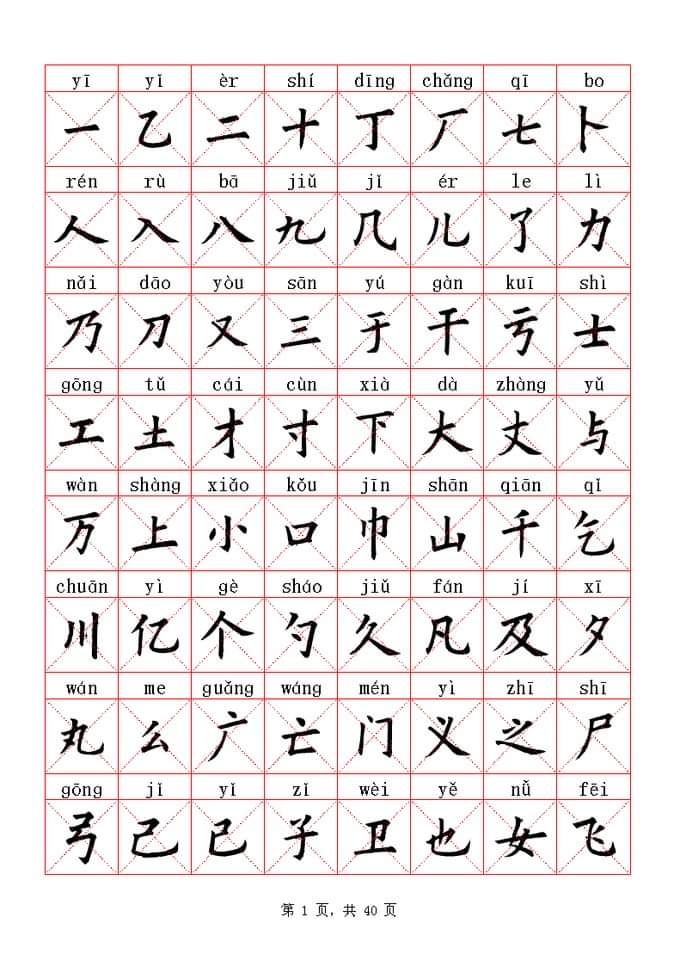 yī yǐ èr shí dīng chǎng qī bo
一 乙 二 十 丁 厂 七 卜
rén rù bā jiǔ jǐ ér le lì
人 入 八 九 几 儿 了 力
nǎi dāo yòu sān yú gàn kuī shì
乃 刀 又 三 于 干 亏 士
gōng tǔ cái cùn xià dà zhàng yǔ
工 土 才 寸 下 大 丈 与
wàn shàng xiǎo kǒu jīn shān qiān qǐ
万 上 小 口 巾 山 千 乞
chuān yì gè sháo jiǔ fán jí xī
川 亿 个 勺 久 凡 及 夕
wán me guǎng wáng mén yì zhī shī
丸 么 广 亡 门 义 之 尸
gōng jǐ yǐ zǐ wèi yě nǚ fēi
弓 己 已 子 卫 也 女 飞
第 1 页, 共 40 页